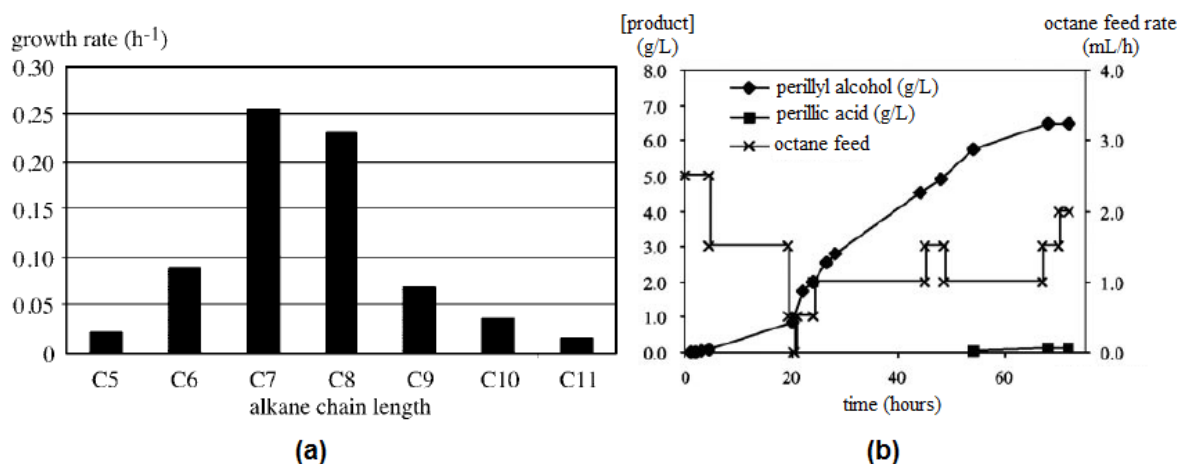 growth rate (h⁻¹)
0.30
0.25
0.20
0.15
0.10
0.05
0
C5 C6 C7 C8 C9 C10 C11
alkane chain length
(a)
[product]
(g/L)
octane feed rate
(mL/h)
8.0
7.0
6.0
5.0
4.0
3.0
2.0
1.0
0.0
perillyl alcohol (g/L)
perillic acid (g/L)
octane feed
4.0
3.0
2.0
1.0
0.0
0 20 40 60
time (hours)
(b)